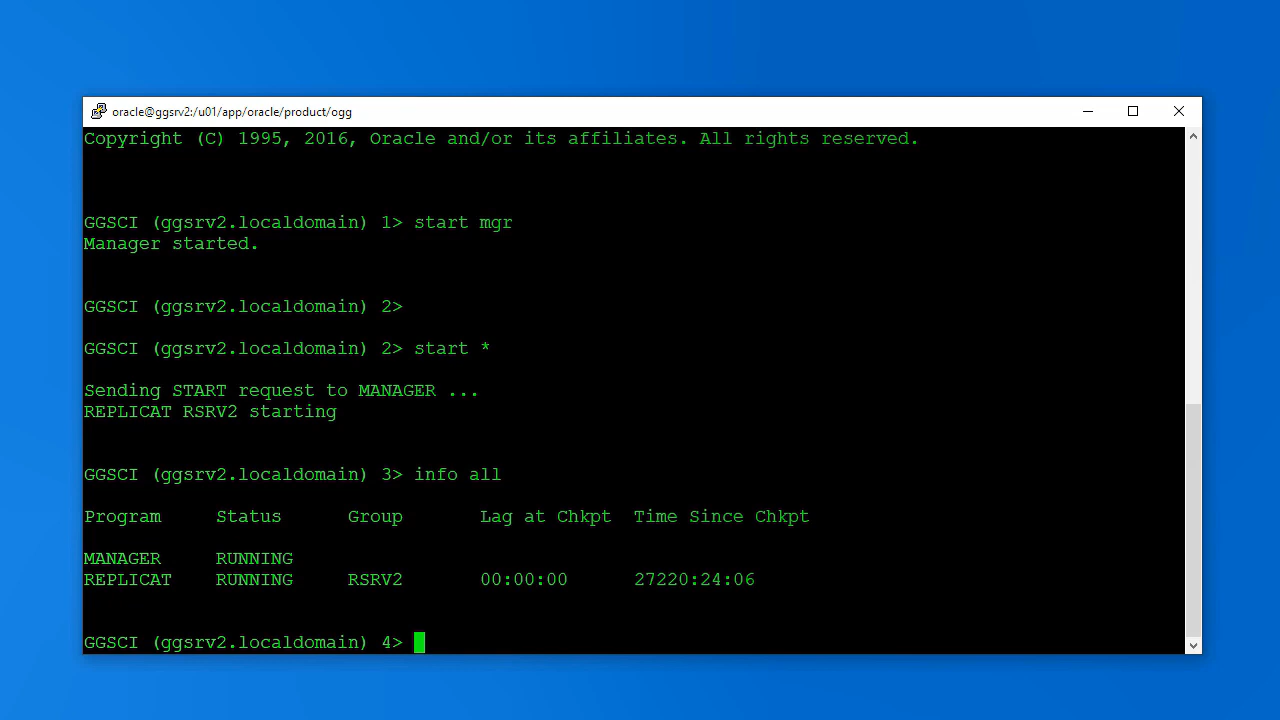 oracle@ggsrv2:/u01/app/oracle/product/ogg
Copyright (C) 1995, 2016, Oracle and/or its affiliates. All rights reserved.
GGSCI (ggsrv2.localdomain) 1> start mgr
Manager started.
GGSCI (ggsrv2.localdomain) 2>
GGSCI (ggsrv2.localdomain) 2> start *
Sending START request to MANAGER ...
REPLICAT RSRV2 starting
GGSCI (ggsrv2.localdomain) 3> info all
Program     Status      Group       Lag at Chkpt  Time Since Chkpt
MANAGER     RUNNING
REPLICAT    RUNNING     RSRV2       00:00:00      27220:24:06
GGSCI (ggsrv2.localdomain) 4>